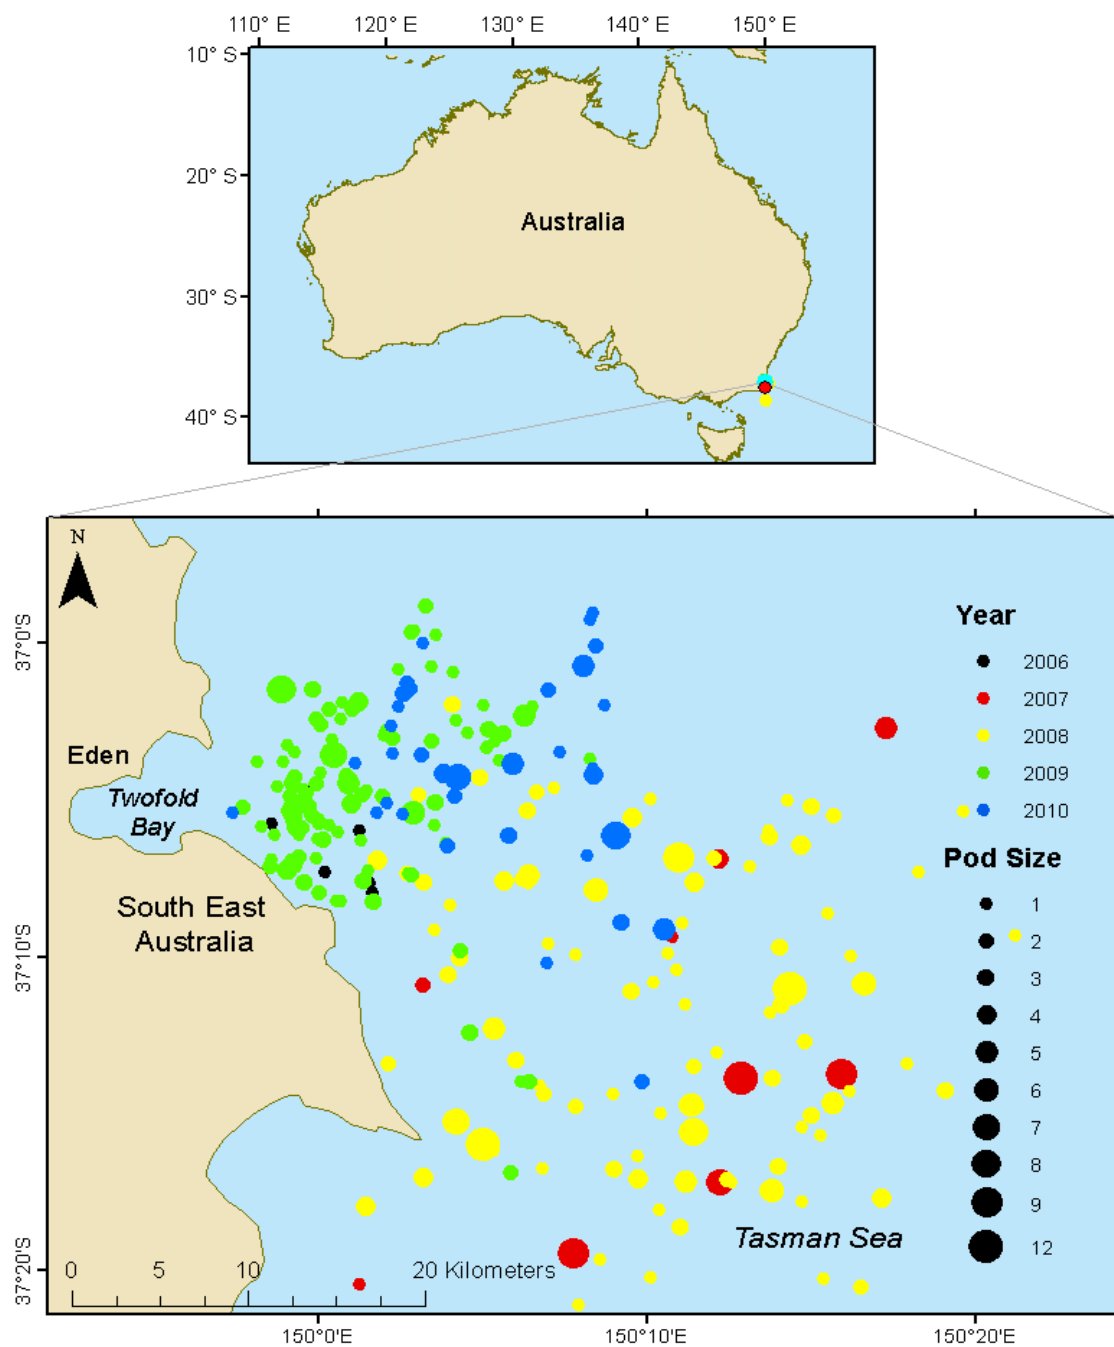 110° E 120° E 130° E 140° E 150° E
10° S
20° S
Australia
30° S
40° S
N
Year
37°0'S
2006
2007
2008
Eden
2009
Twofold
Bay
2010
Pod Size
1
South East
Australia
2
37°10'S
3
4
5
6
7
8
9
Tasman Sea
12
37°20'S
0 5 10 20 Kilometers
150°0'E 150°10'E 150°20'E